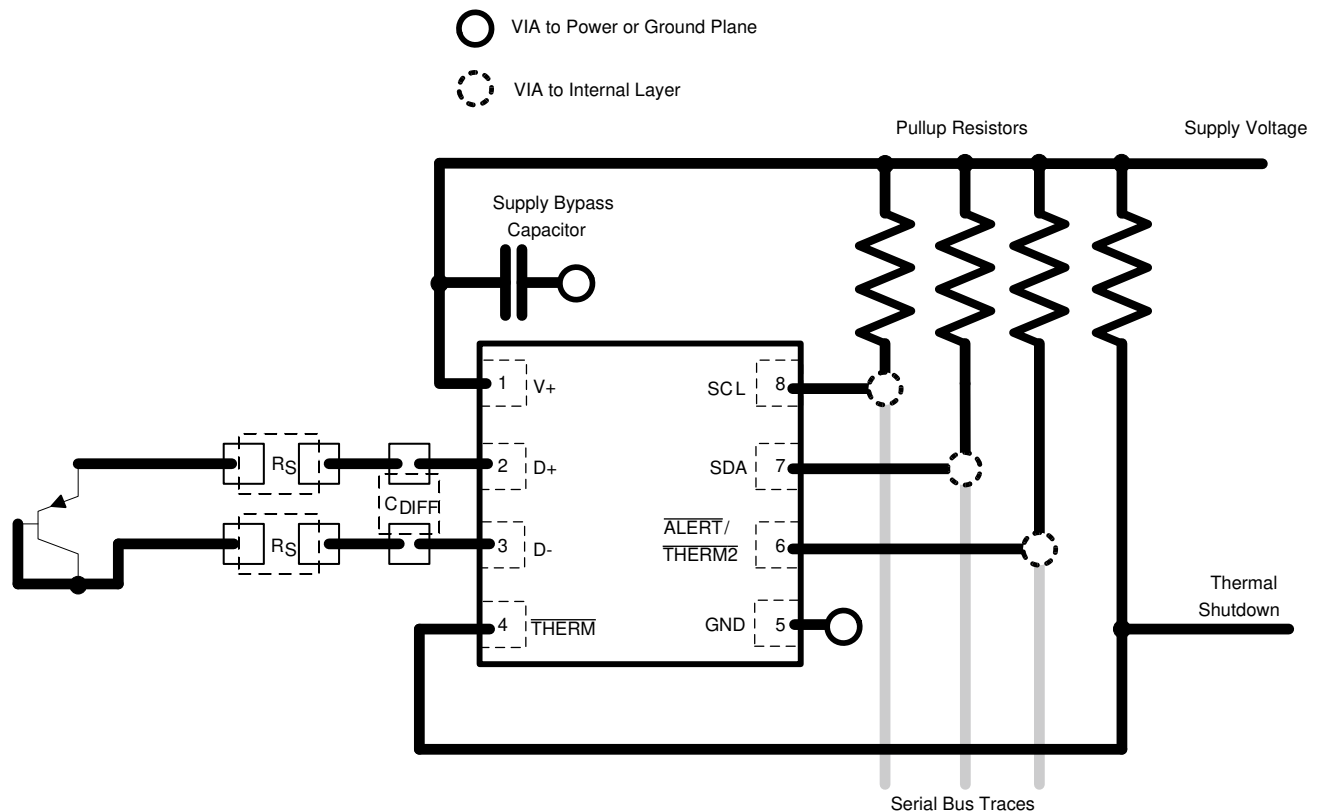 VIA to Power or Ground Plane
VIA to Internal Layer
Pullup Resistors
Supply Voltage
Supply Bypass
Capacitor
1 V+
SCL 8
RS
2 D+
SDA 7
CDIFF
RS
3 D-
ALERT/
THERM2
6
4 THERM
GND 5
Thermal
Shutdown
Serial Bus Traces